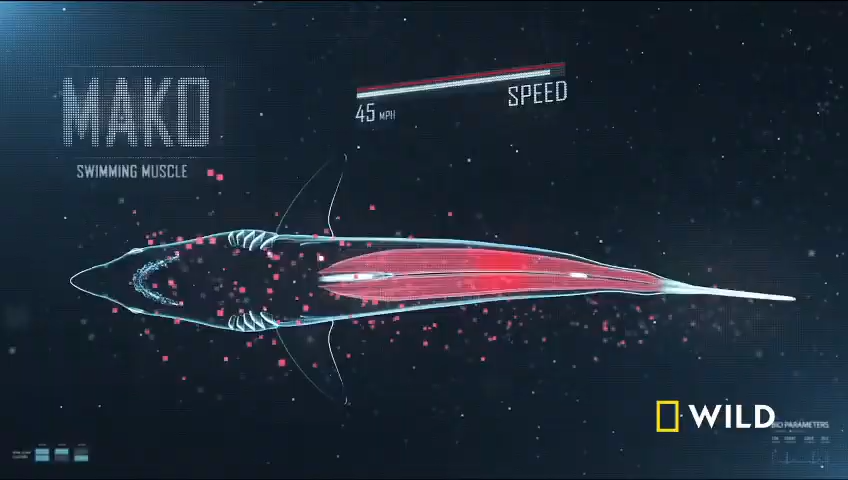 MAKO
SWIMMING MUSCLE
45 MPH
SPEED
WILD
BIO PARAMETERS